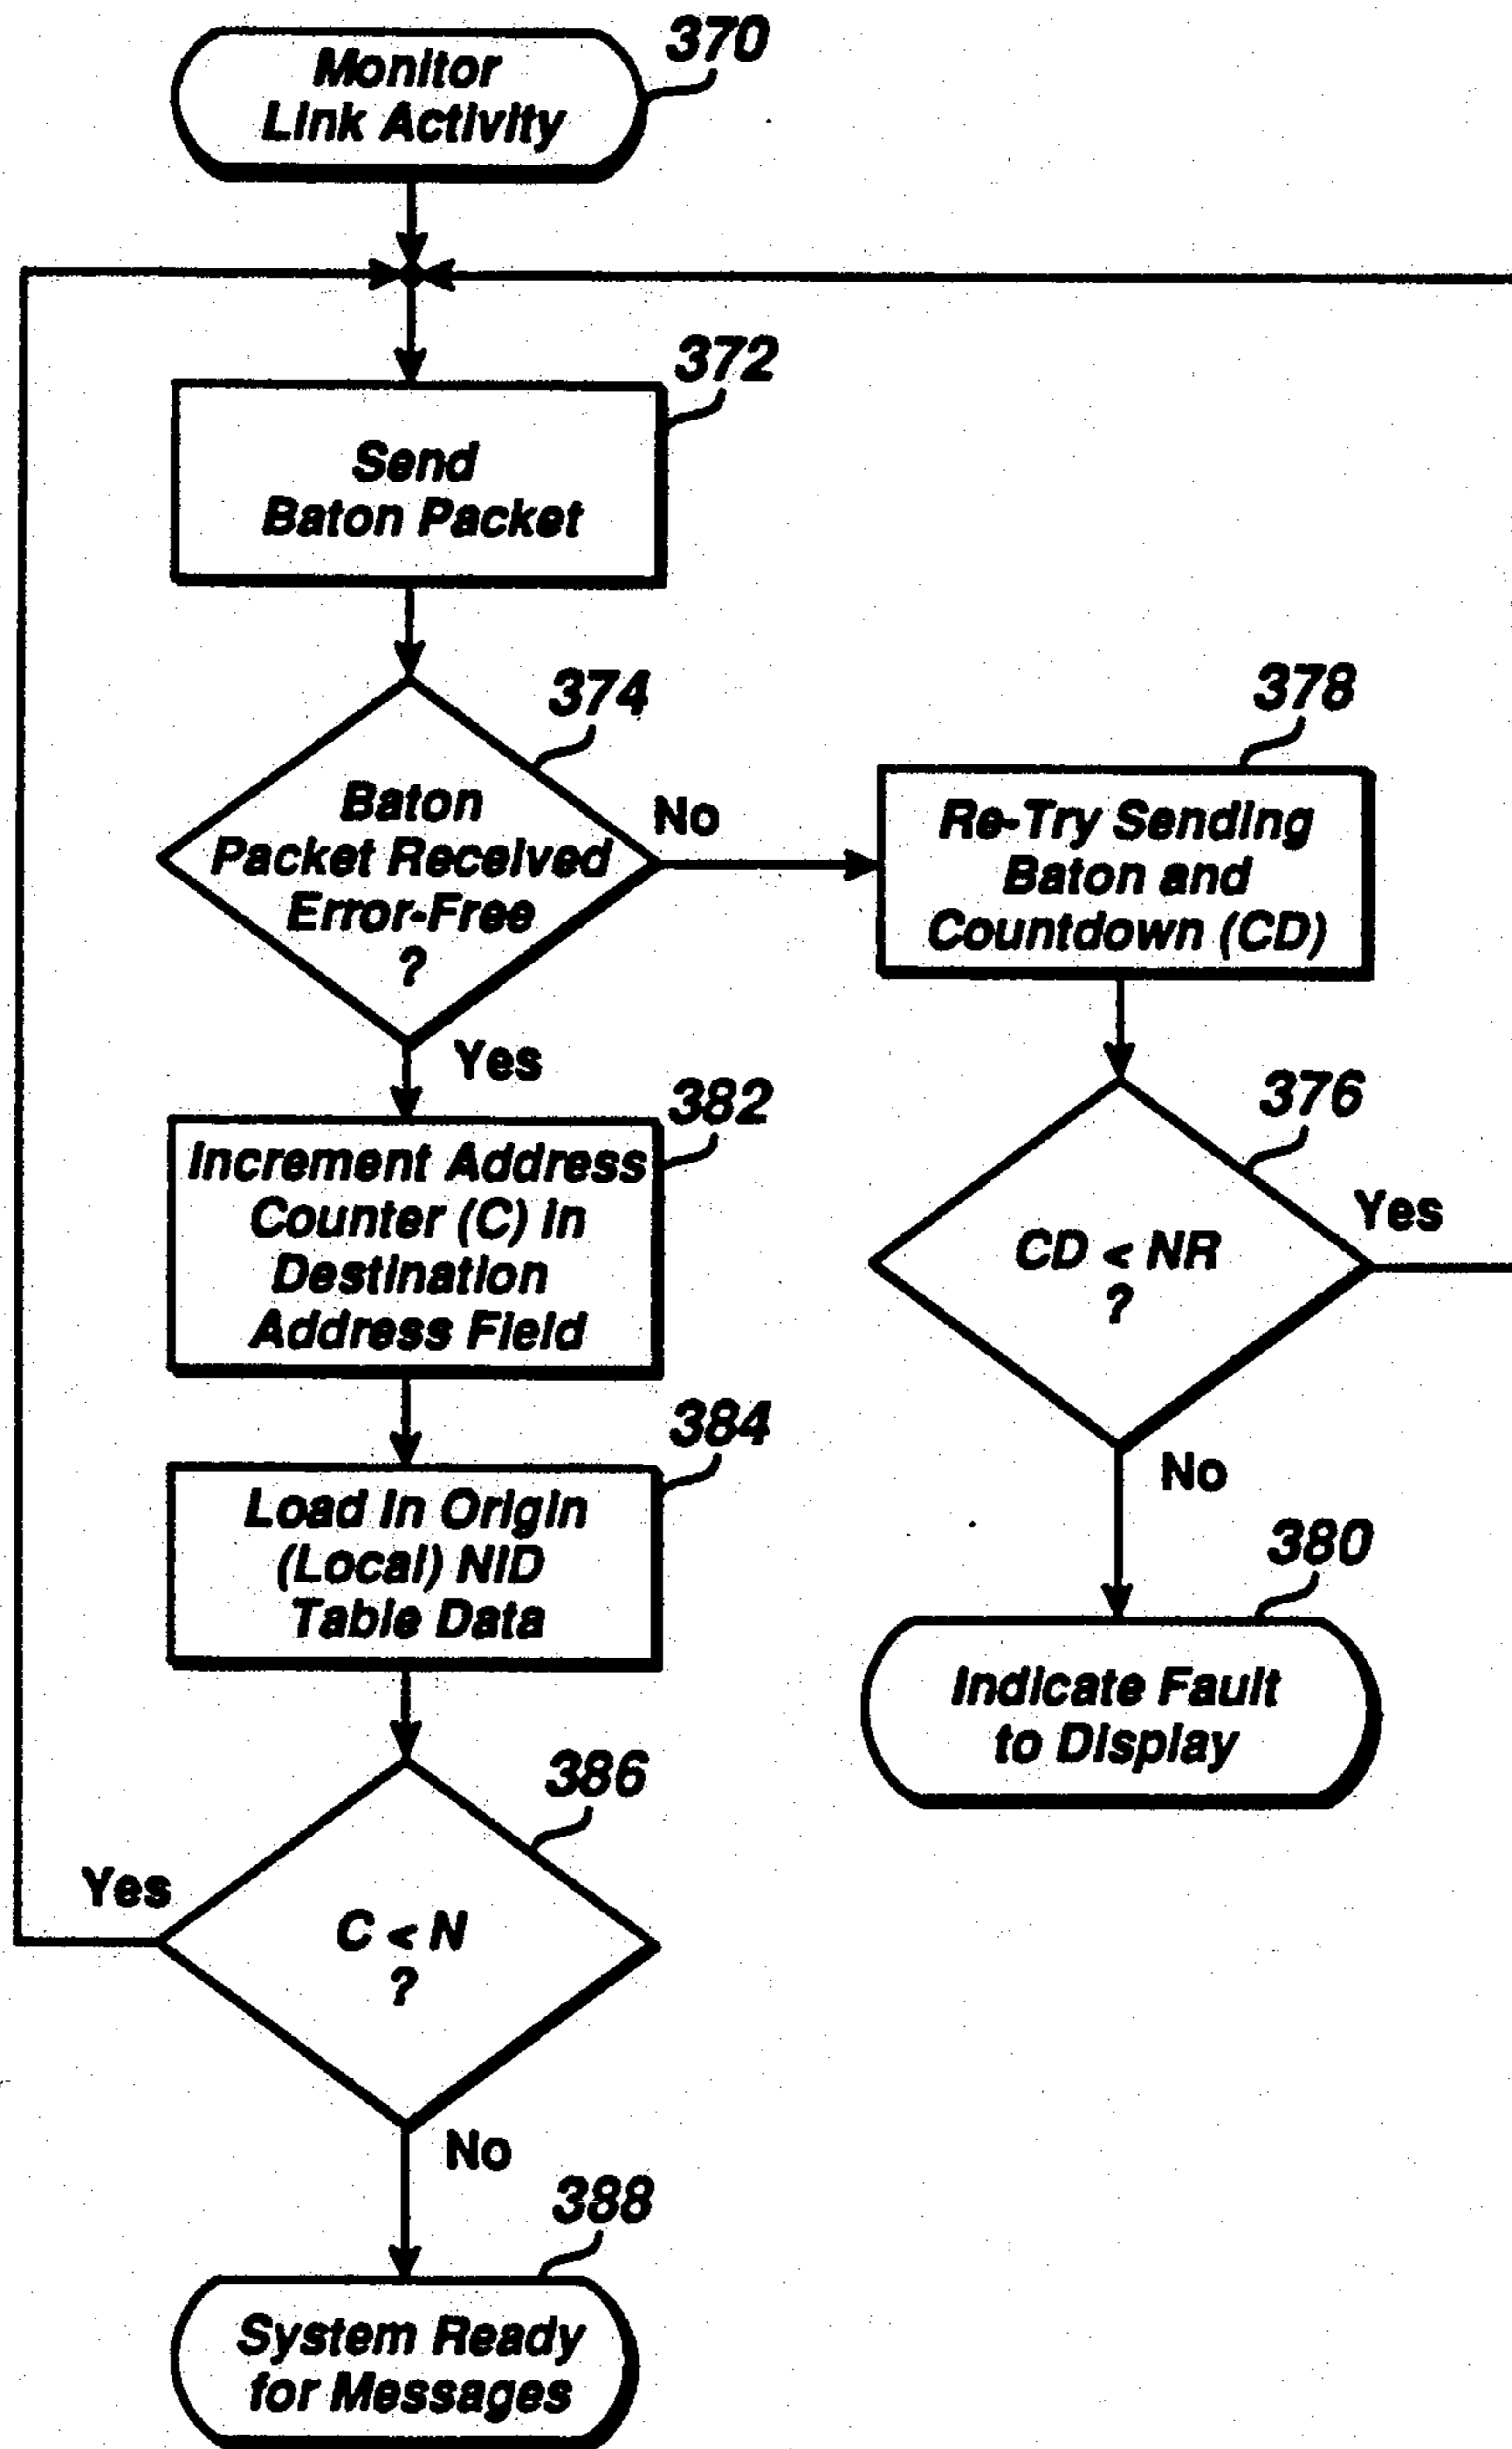 370
Monitor
Link Activity
372
Send
Baton Packet
374
Baton
Packet Received
Error-Free
?
No
Yes
378
Re-Try Sending
Baton and
Countdown (CD)
376
CD < NR
?
Yes
No
380
Indicate Fault
to Display
382
Increment Address
Counter (C) in
Destination
Address Field
384
Load in Origin
(Local) NID
Table Data
386
C < N
?
Yes
No
388
System Ready
for Messages